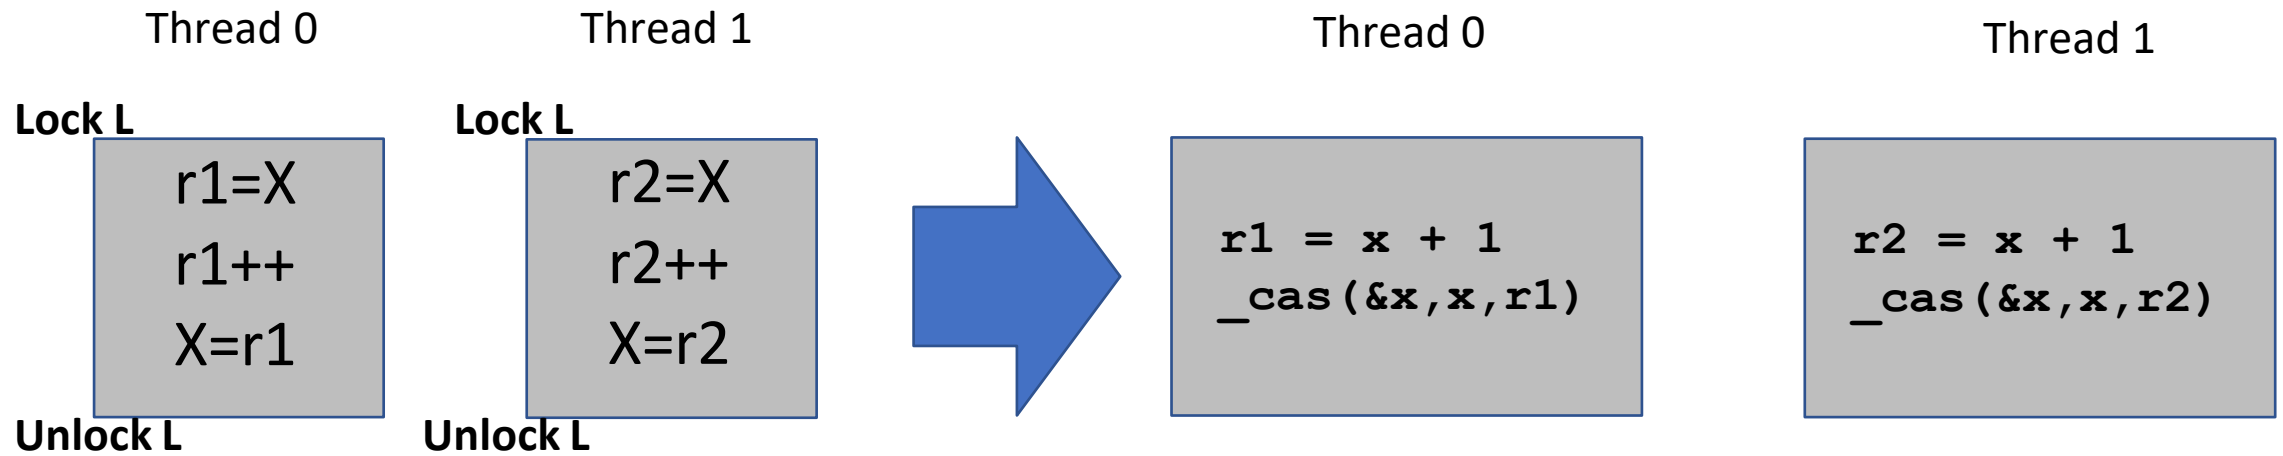 Thread 0
Thread 1
Thread 0
Thread 1
Lock L
Lock L
r1=X
r1++
X=r1
r2=X
r2++
X=r2
Unlock L
Unlock L
r1 = x + 1
_cas(&x,x,r1)
r2 = x + 1
_cas(&x,x,r2)